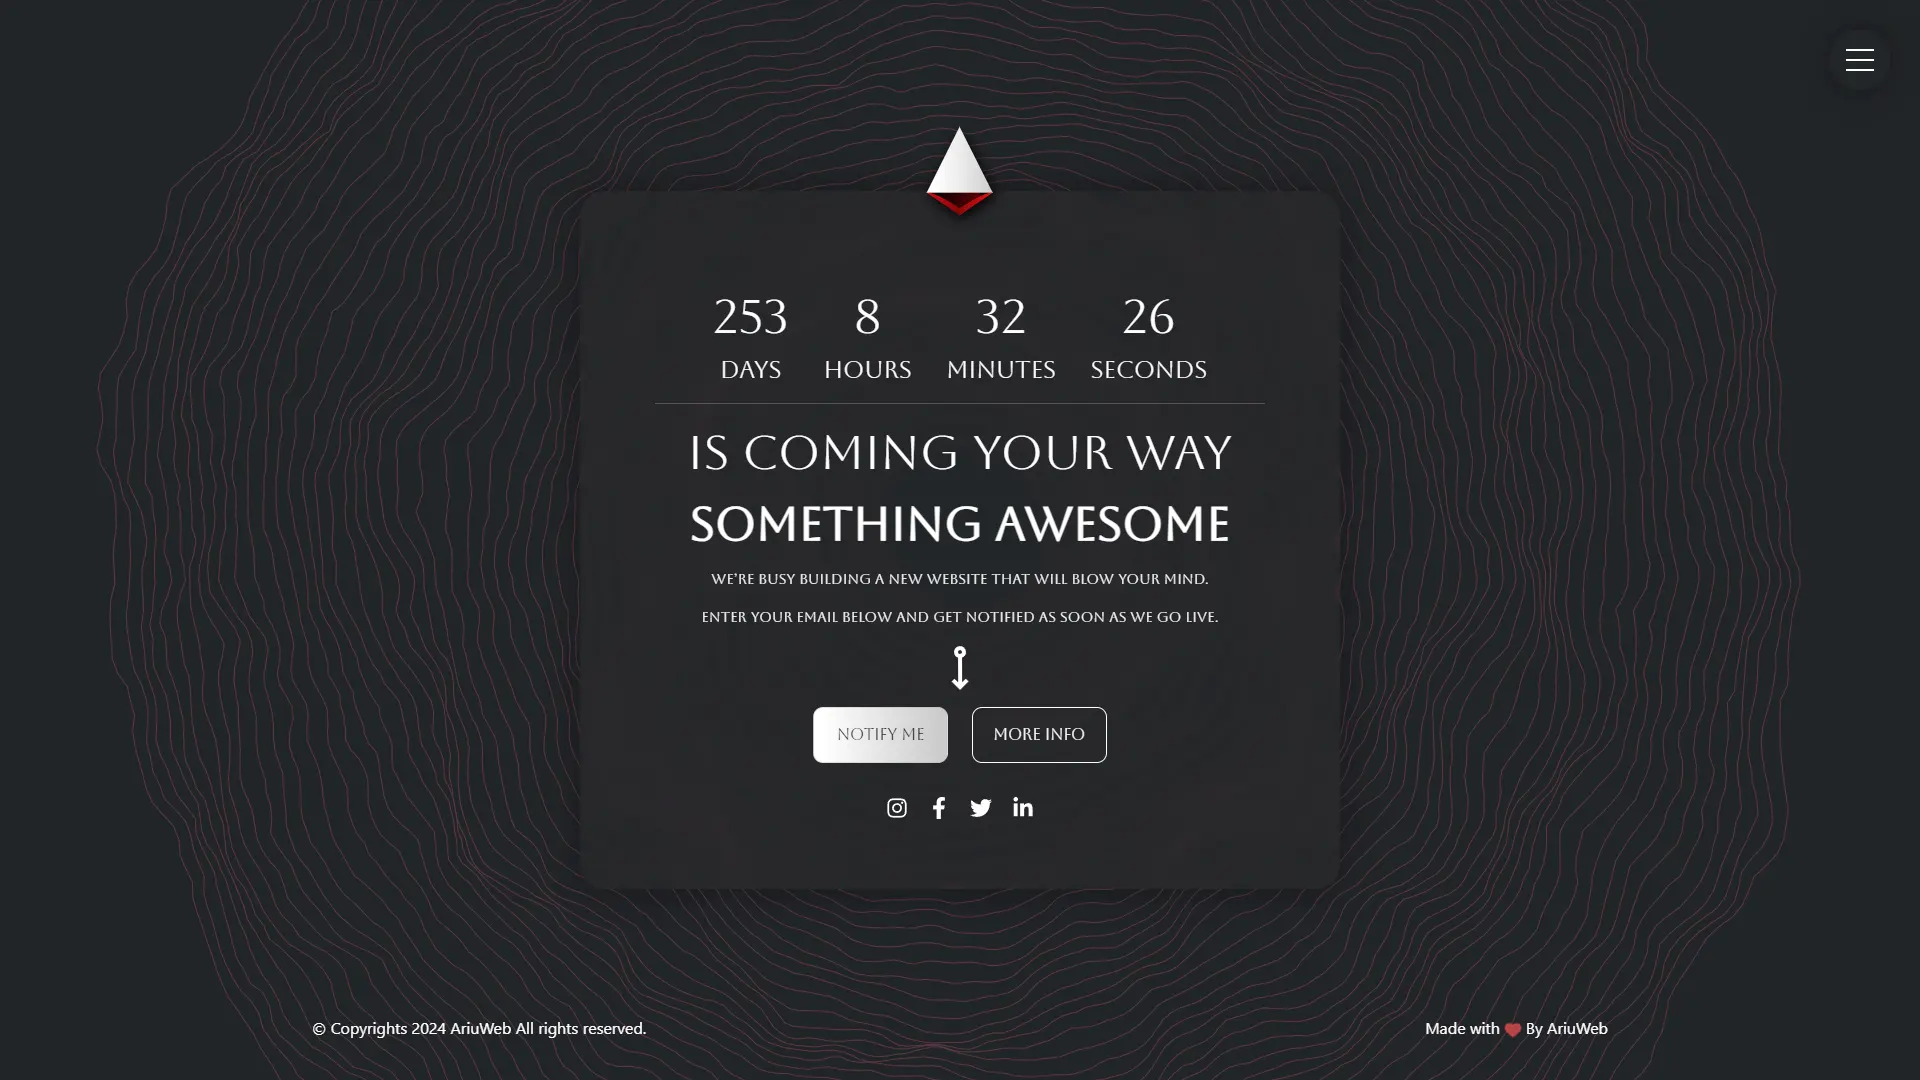 253 8 32 26
DAYS HOURS MINUTES SECONDS
IS COMING YOUR WAY
SOMETHING AWESOME
WE'RE BUSY BUILDING A NEW WEBSITE THAT WILL BLOW YOUR MIND.
ENTER YOUR EMAIL BELOW AND GET NOTIFIED AS SOON AS WE GO LIVE.
NOTIFY ME MORE INFO
© Copyrights 2024 AriuWeb All rights reserved. Made with ❤ By AriuWeb